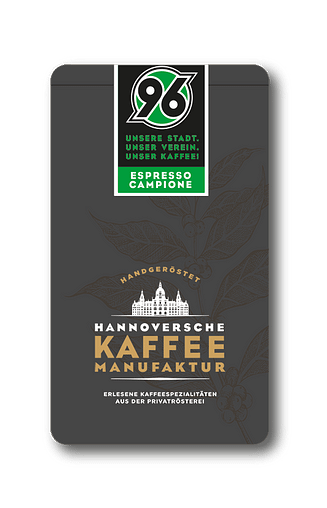 96
UNSERE STADT.
UNSER VEREIN.
UNSER KAFFEE!
ESPRESSO
CAMPIONE
HANDGERÖSTET
HANNOVERSCHE
KAFFEE
MANUFAKTUR
ERLESENE KAFFEESPEZIALITÄTEN
AUS DER PRIVATRÖSTEREI